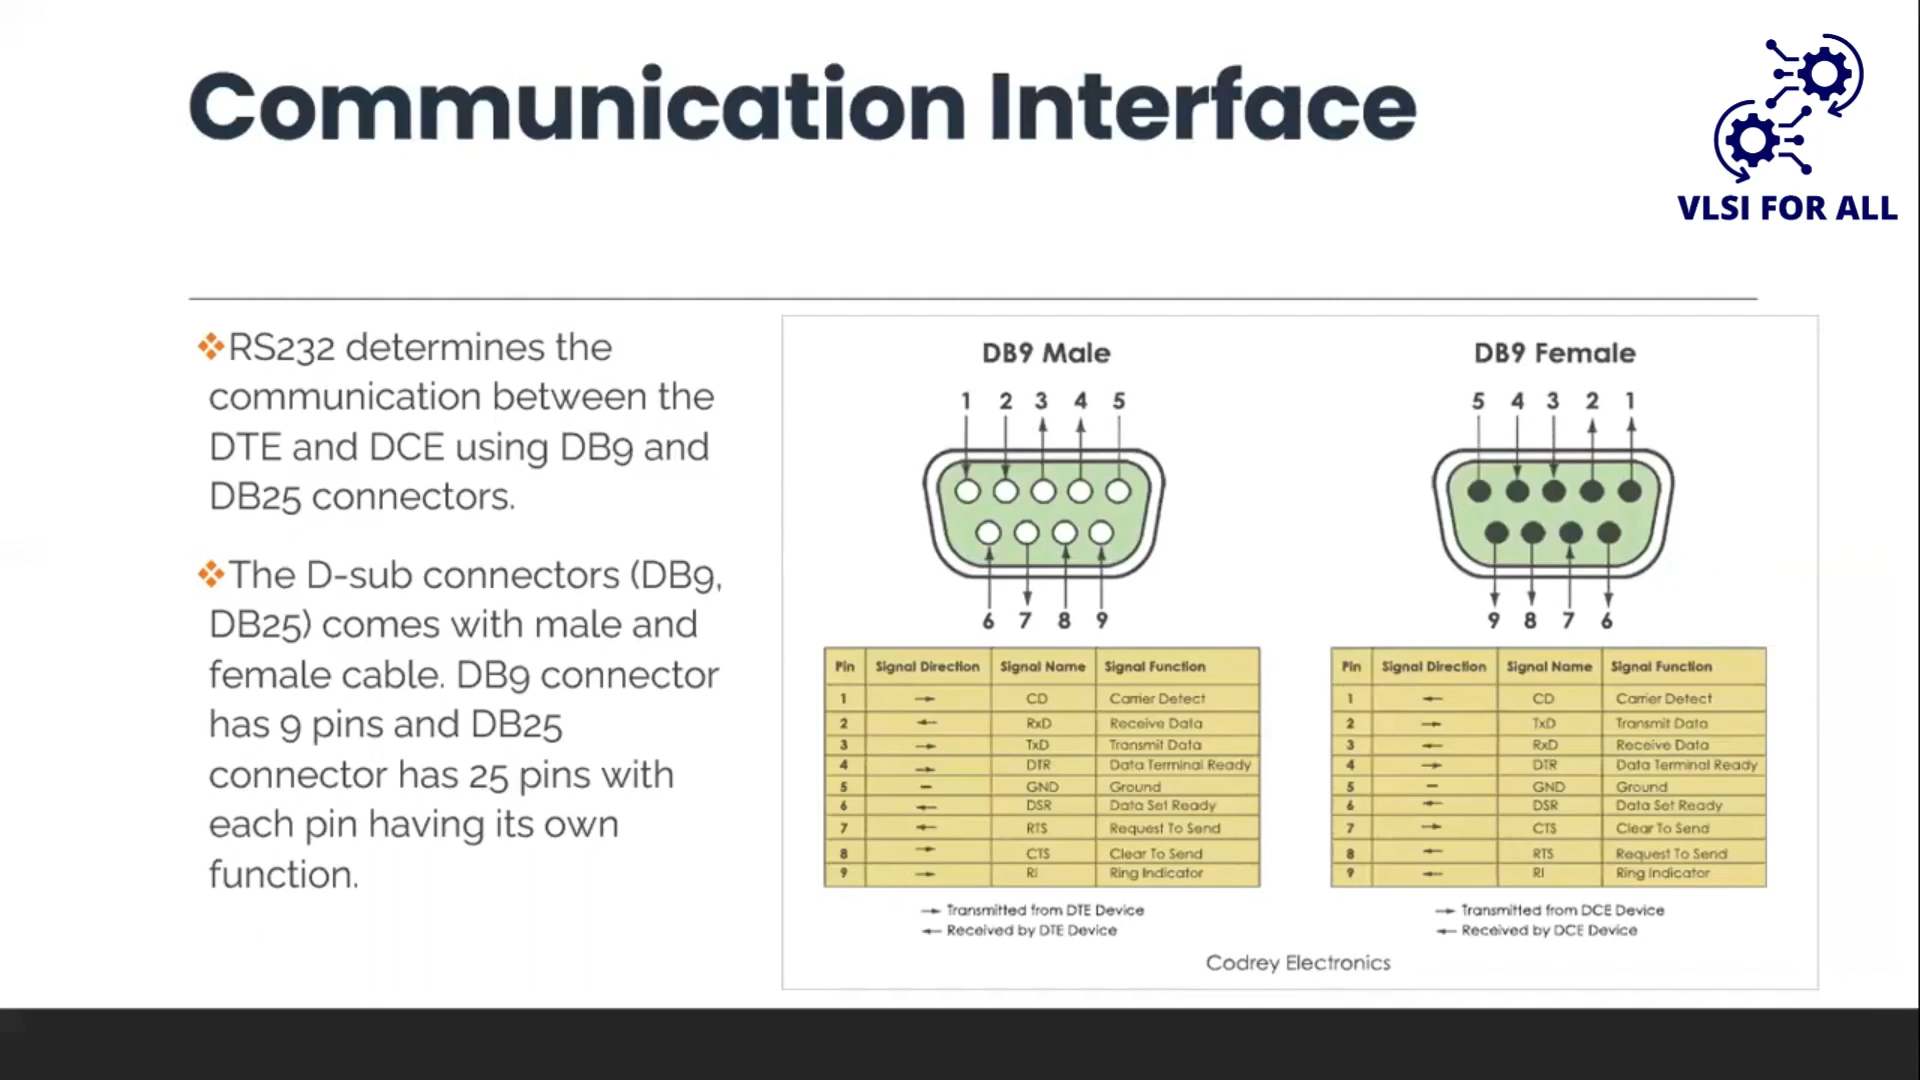 Communication Interface
VLSI FOR ALL
❖RS232 determines the
communication between the
DTE and DCE using DB9 and
DB25 connectors.
❖The D-sub connectors (DB9,
DB25) comes with male and
female cable. DB9 connector
has 9 pins and DB25
connector has 25 pins with
each pin having its own
function.
DB9 Male
1 2 3 4 5
6 7 8 9
Pin Signal Direction Signal Name Signal Function
1 → CD Carrier Detect
2 ← RxD Receive Data
3 → TxD Transmit Data
4 → DTR Data Terminal Ready
5 - GND Ground
6 ← DSR Data Set Ready
7 ← RTS Request To Send
8 → CTS Clear To Send
9 → RI Ring Indicator
→ Transmitted from DTE Device
← Received by DTE Device
DB9 Female
5 4 3 2 1
9 8 7 6
Pin Signal Direction Signal Name Signal Function
1 ← CD Carrier Detect
2 → TxD Transmit Data
3 ← RxD Receive Data
4 → DTR Data Terminal Ready
5 - GND Ground
6 ← DSR Data Set Ready
7 → CTS Clear To Send
8 ← RTS Request To Send
9 ← RI Ring Indicator
→ Transmitted from DCE Device
← Received by DCE Device
Codrey Electronics